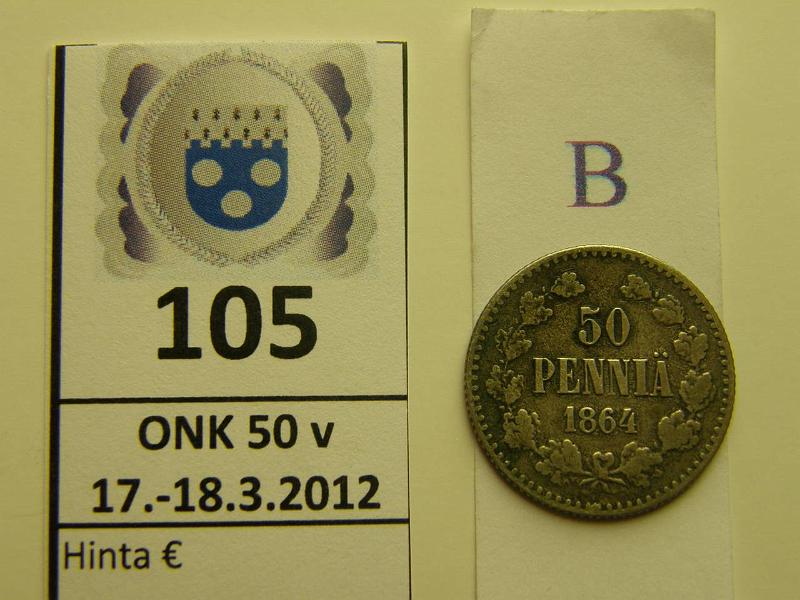 105
ONK 50 v
17.-18.3.2012
Hinta €
B
50
PENNIÄ
1864